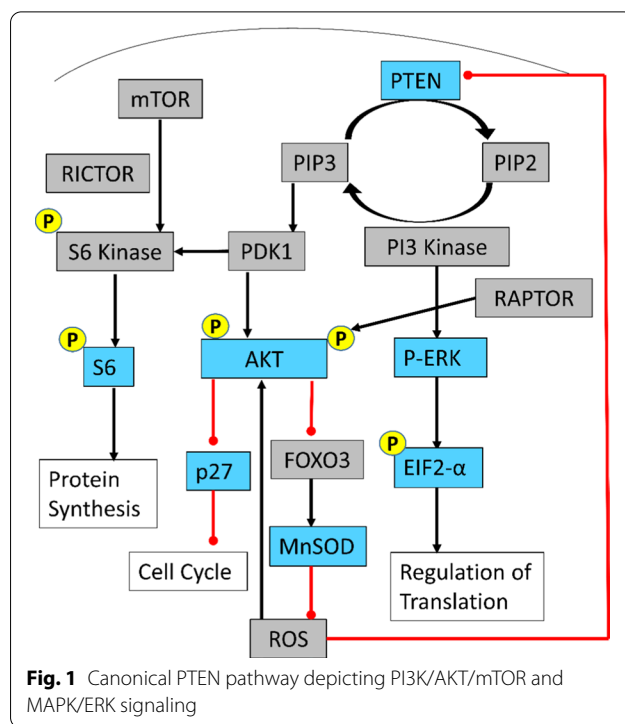 PTEN
mTOR
PIP3
PIP2
RICTOR
P
S6 Kinase
PDK1
PI3 Kinase
RAPTOR
P
P
P
S6
AKT
P-ERK
P
p27
FOXO3
EIF2-α
Protein
Synthesis
MnSOD
Cell Cycle
Regulation of
Translation
ROS
Fig. 1 Canonical PTEN pathway depicting PI3K/AKT/mTOR and
MAPK/ERK signaling